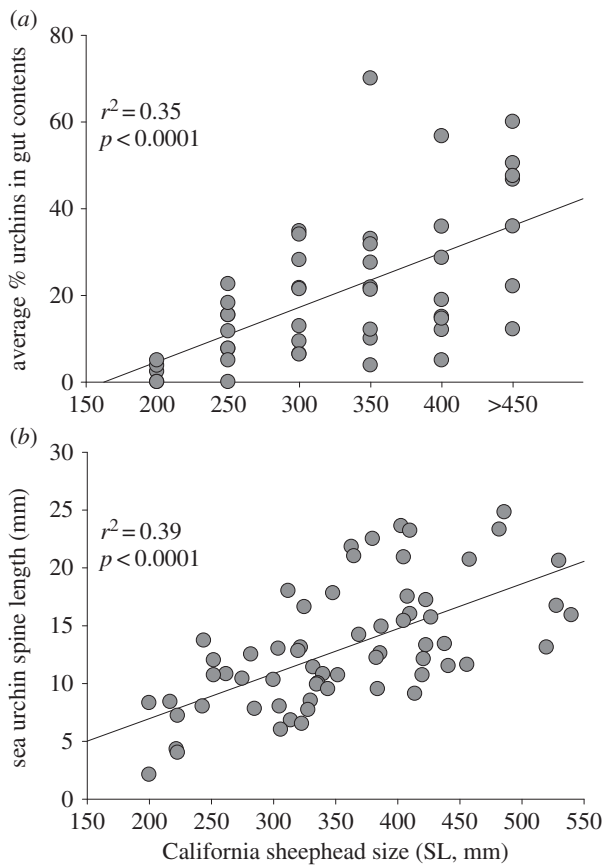 (a)
80
60
40
20
0
average % urchins in gut contents
r² = 0.35
p < 0.0001
150 200 250 300 350 400 >450
(b)
30
25
20
15
10
5
0
sea urchin spine length (mm)
r² = 0.39
p < 0.0001
150 200 250 300 350 400 450 500 550
California sheephead size (SL, mm)